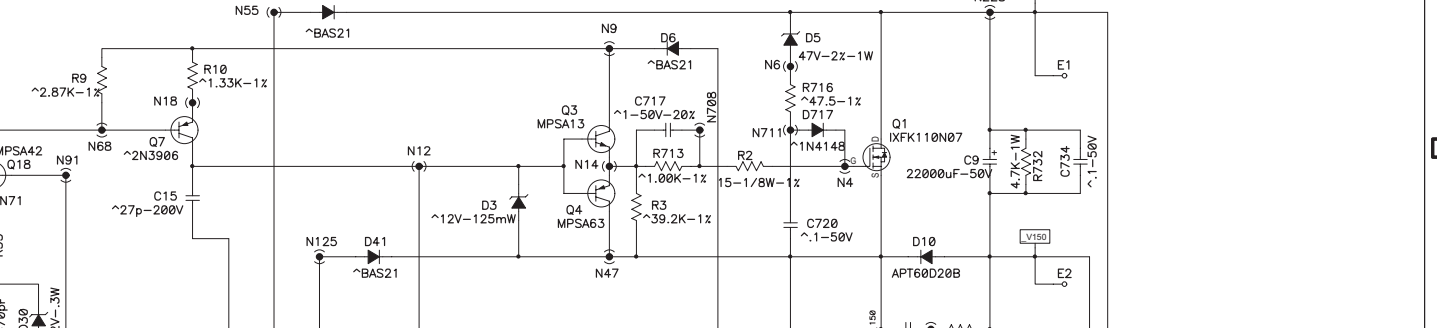 N55
^BAS21
N9
D6
^BAS21
D5
47V-2%-1W
N6
E1
R9
^2.87K-1%
R10
^1.33K-1%
N18
R716
^47.5-1%
C717
^1-50V-20%
N708
Q3
MPSA13
D717
N711
^1N4148
Q1
IXFK110N07
D
G
S
N68
Q7
^2N3906
MPSA42
Q18
N91
N12
N14
R713
^1.00K-1%
R2
15-1/8W-1%
N4
C9
+
22000uF-50V
4.7K-1W
R732
C734
^.1-50V
N71
C15
^27p-200V
D3
^12V-125mW
Q4
MPSA63
R3
^39.2K-1%
C720
^.1-50V
N125
D41
^BAS21
N47
D10
APT60D20B
_V150
E2
D30
150